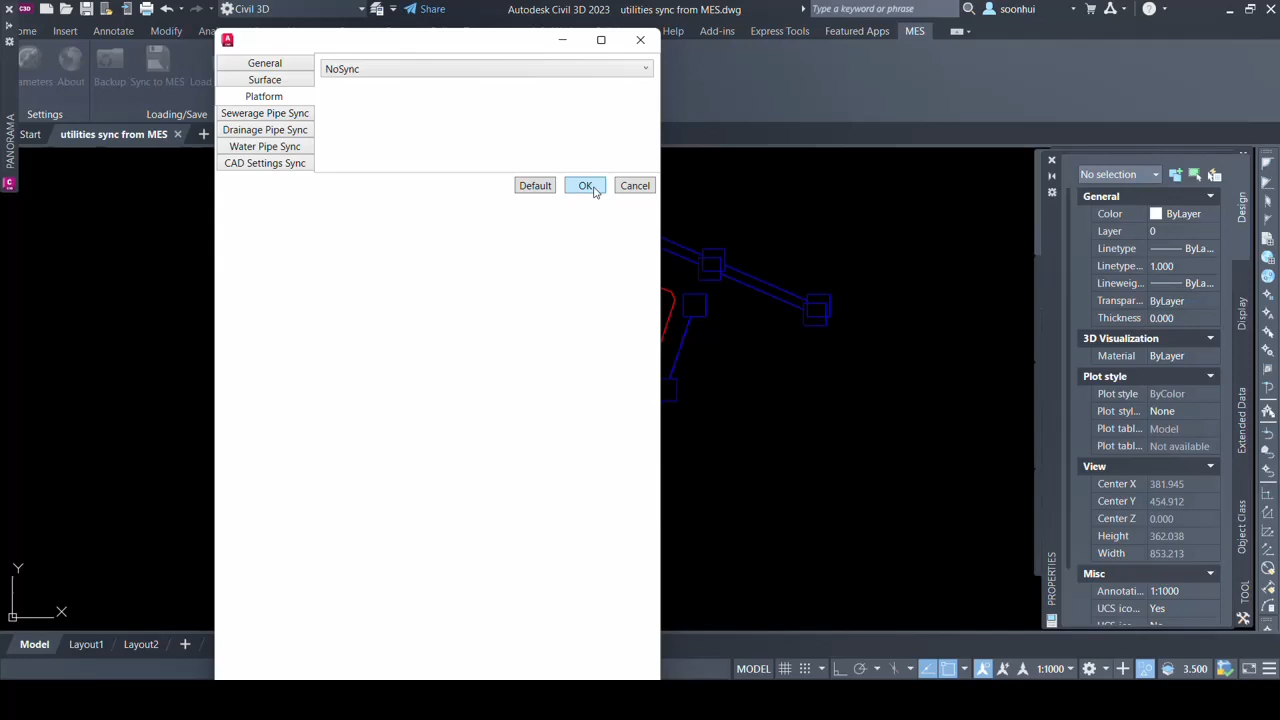 C3D
Civil 3D
Share
Autodesk Civil 3D 2023
utilities sync from MES.dwg
Type a keyword or phrase
soonhui
ome
Insert
Annotate
Modify
Help
Add-ins
Express Tools
Featured Apps
MES
arameters
About
Backup
Sync to MES
Load
Settings
Loading/Save
Start
utilities sync from MES
PANORAMA
General
Surface
Platform
Sewerage Pipe Sync
Drainage Pipe Sync
Water Pipe Sync
CAD Settings Sync
NoSync
Default
OK
Cancel
No selection
General
Color ByLayer
Layer 0
Linetype ByLa...
Linetype... 1.000
Lineweig... ByLa...
Transpar... ByLayer
Thickness 0.000
3D Visualization
Material ByLayer
Plot style
Plot style ByColor
Plot styl... None
Plot tabl... Model
Plot tabl... Not available
View
Center X 381.945
Center Y 454.912
Center Z 0.000
Height 362.038
Width 853.213
Misc
Annotati... 1:1000
UCS ico... Yes
Design
Display
Extended Data
Object Class
PROPERTIES
TOOL
Y
X
Model
Layout1
Layout2
MODEL
1:1000
3.500